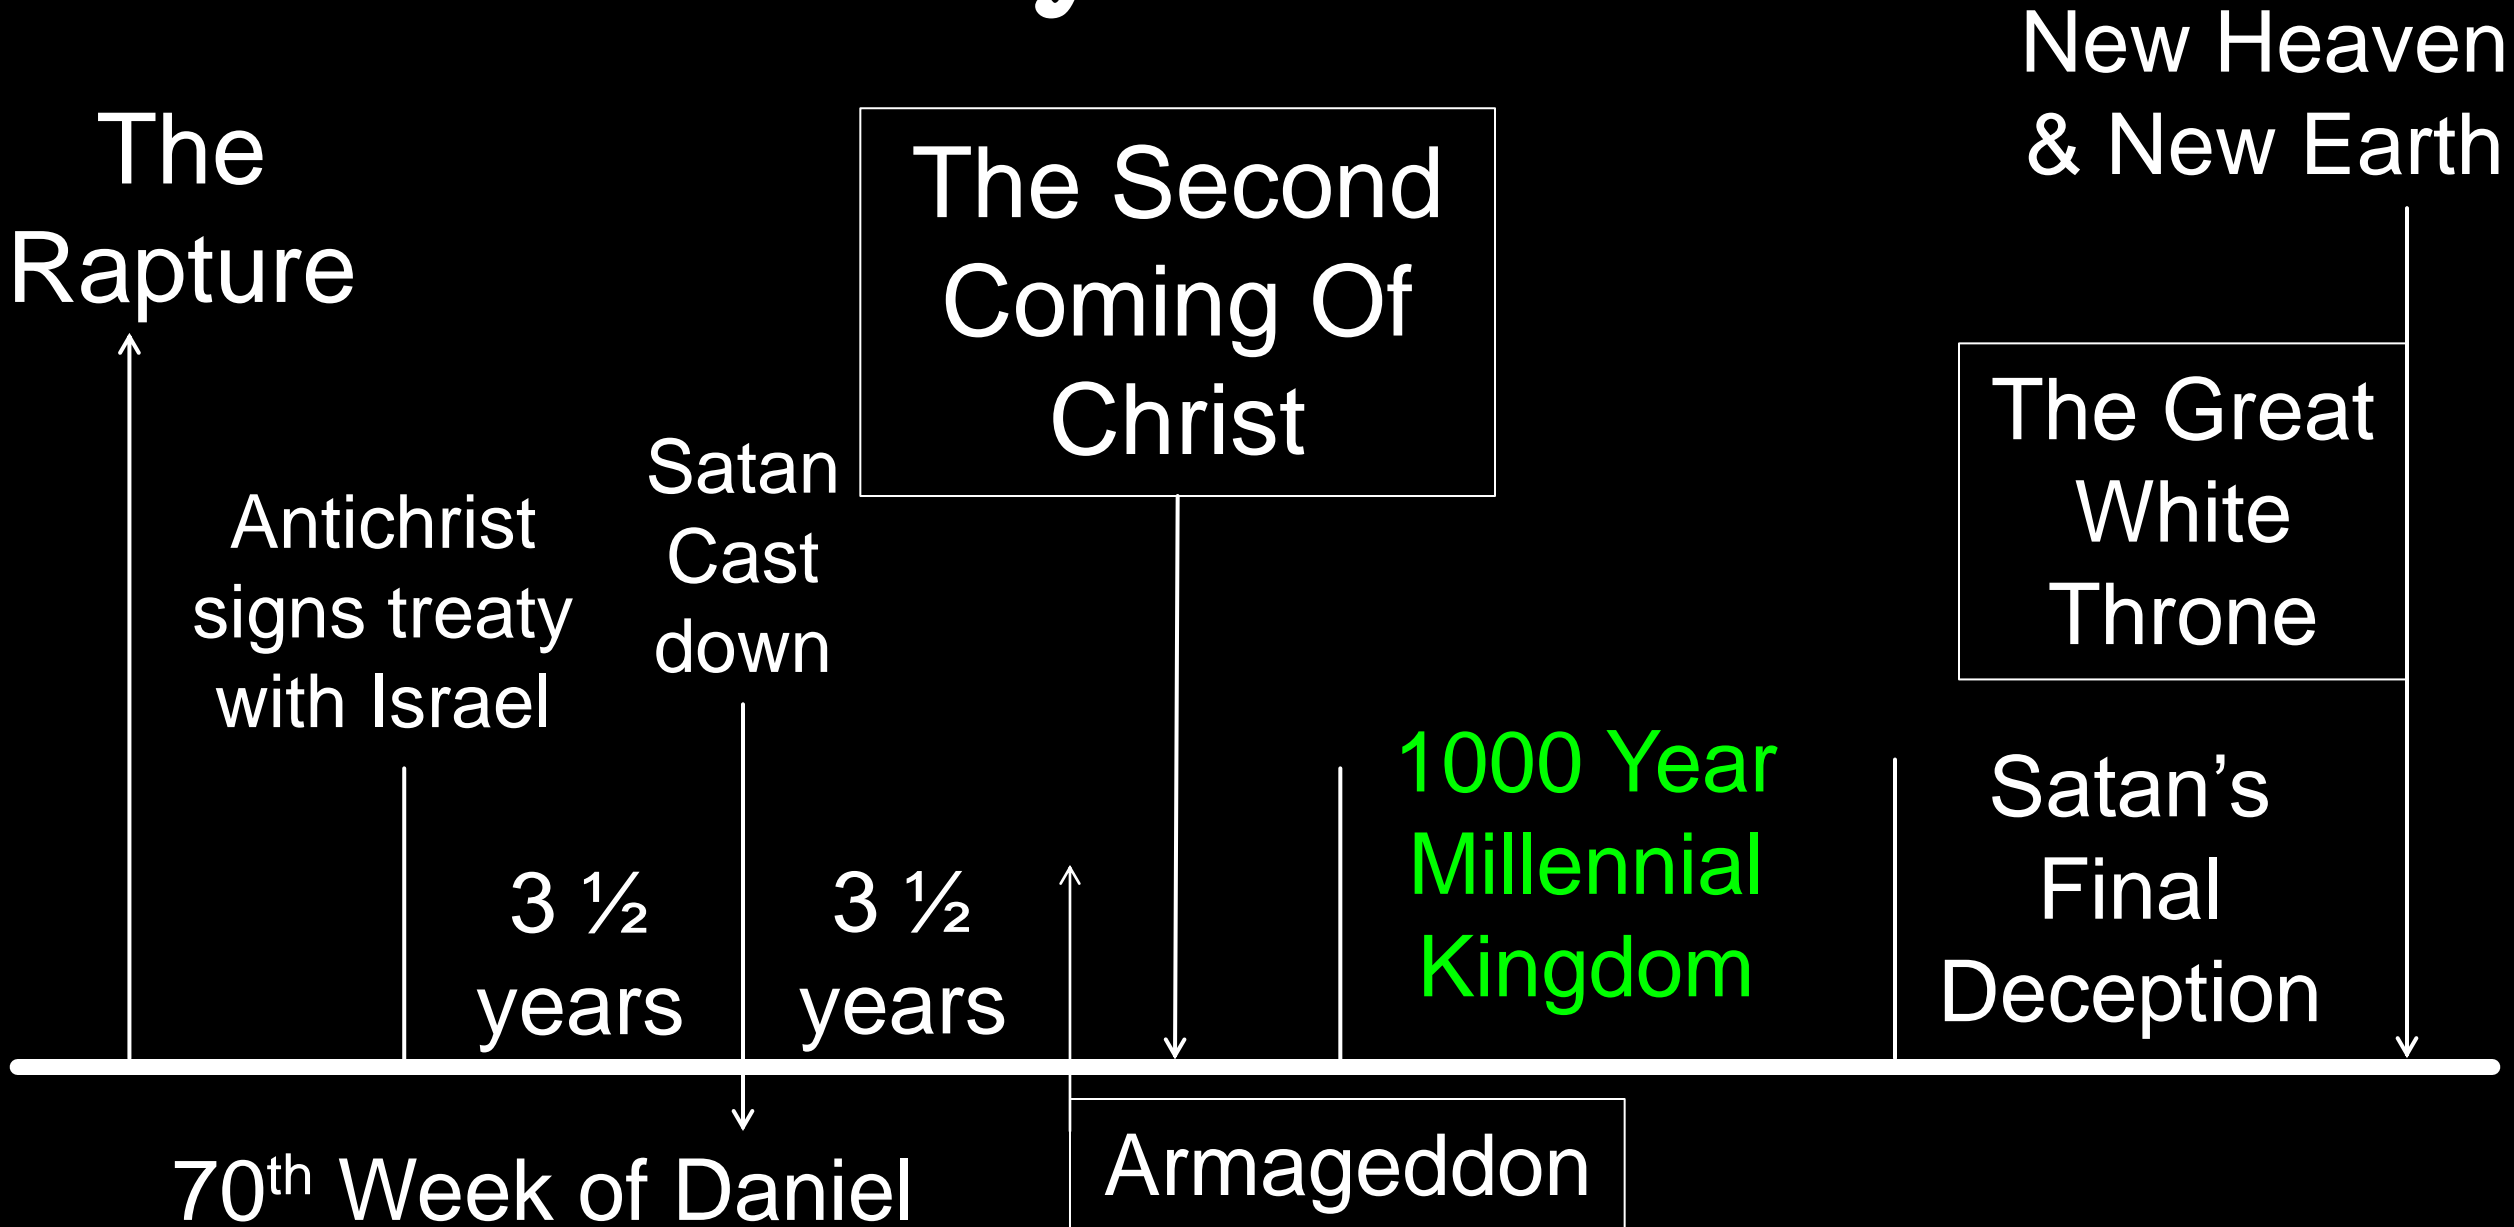 The
Rapture
Antichrist
signs treaty
with Israel
Satan
Cast
down
3 ½
years
3 ½
years
The Second
Coming Of
Christ
1000 Year
Millennial
Kingdom
New Heaven
& New Earth
The Great
White
Throne
Satan’s
Final
Deception
70th Week of Daniel
Armageddon